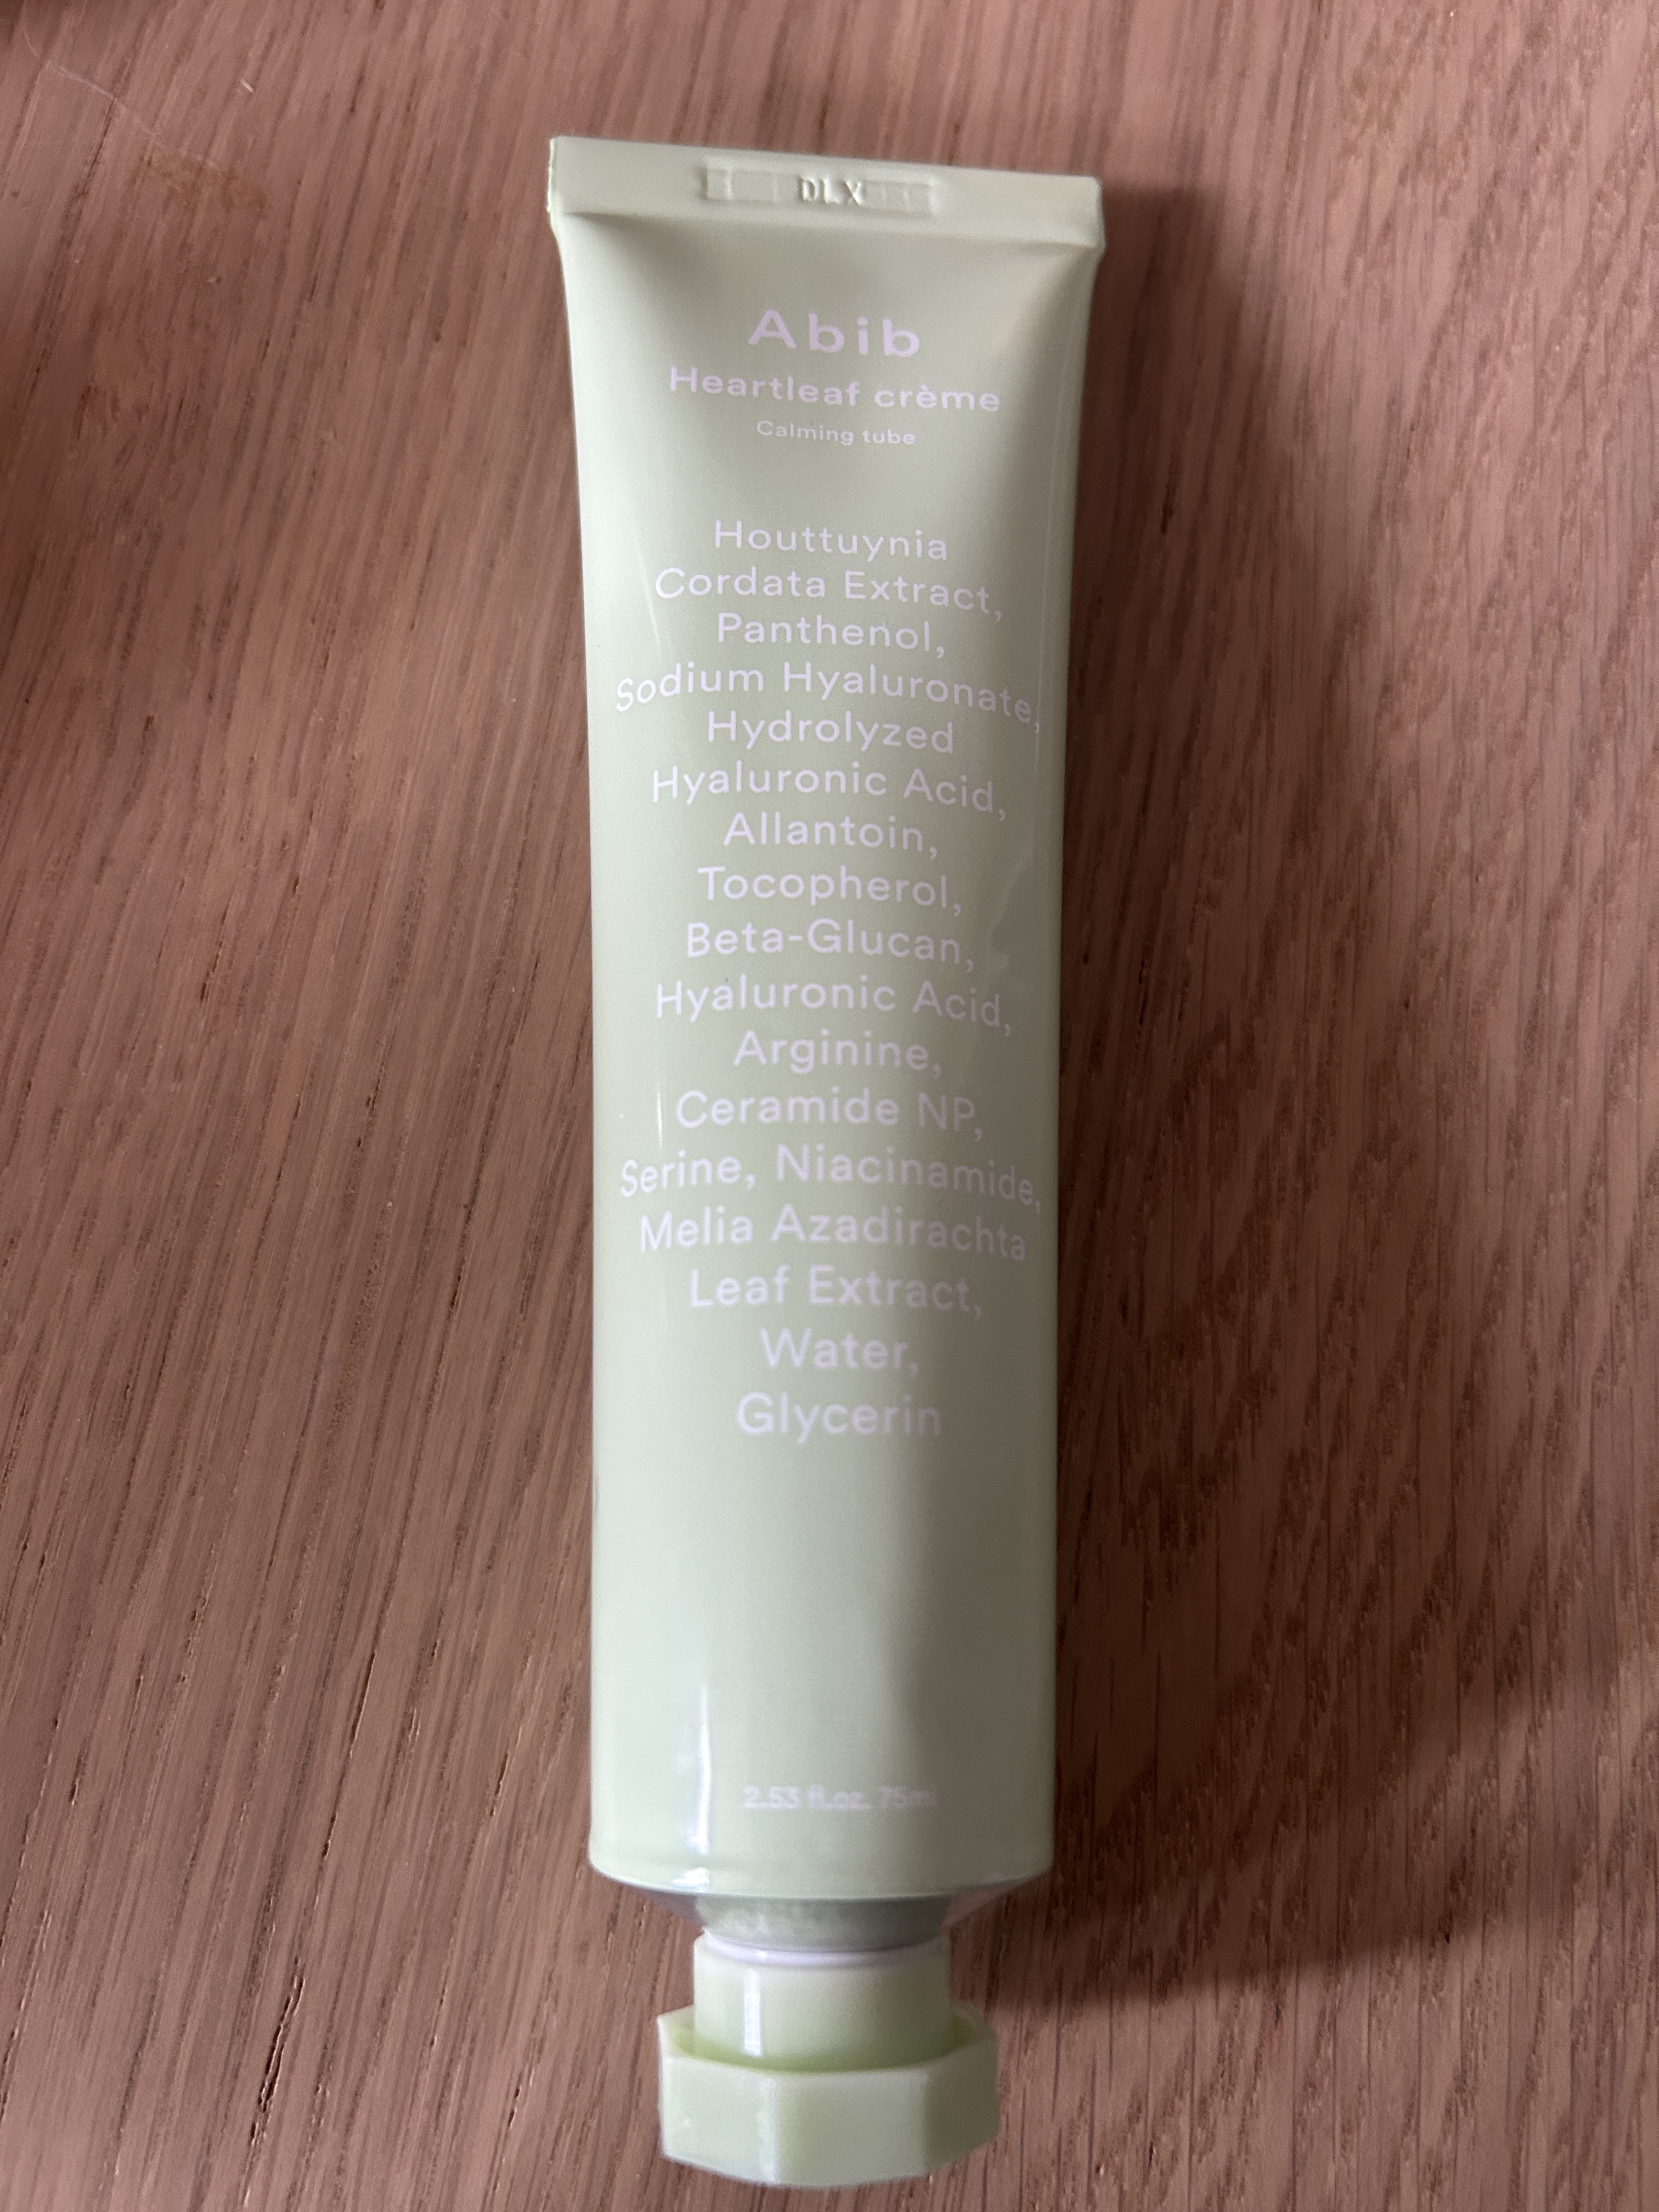 DLX
Abib
Heartleaf crème
Calming tube
Houttuynia
Cordata Extract,
Panthenol,
Sodium Hyaluronate,
Hydrolyzed
Hyaluronic Acid,
Allantoin,
Tocopherol,
Beta-Glucan,
Hyaluronic Acid,
Arginine,
Ceramide NP,
Serine, Niacinamide,
Melia Azadirachta
Leaf Extract,
Water,
Glycerin
2.53 fl.oz. 75ml